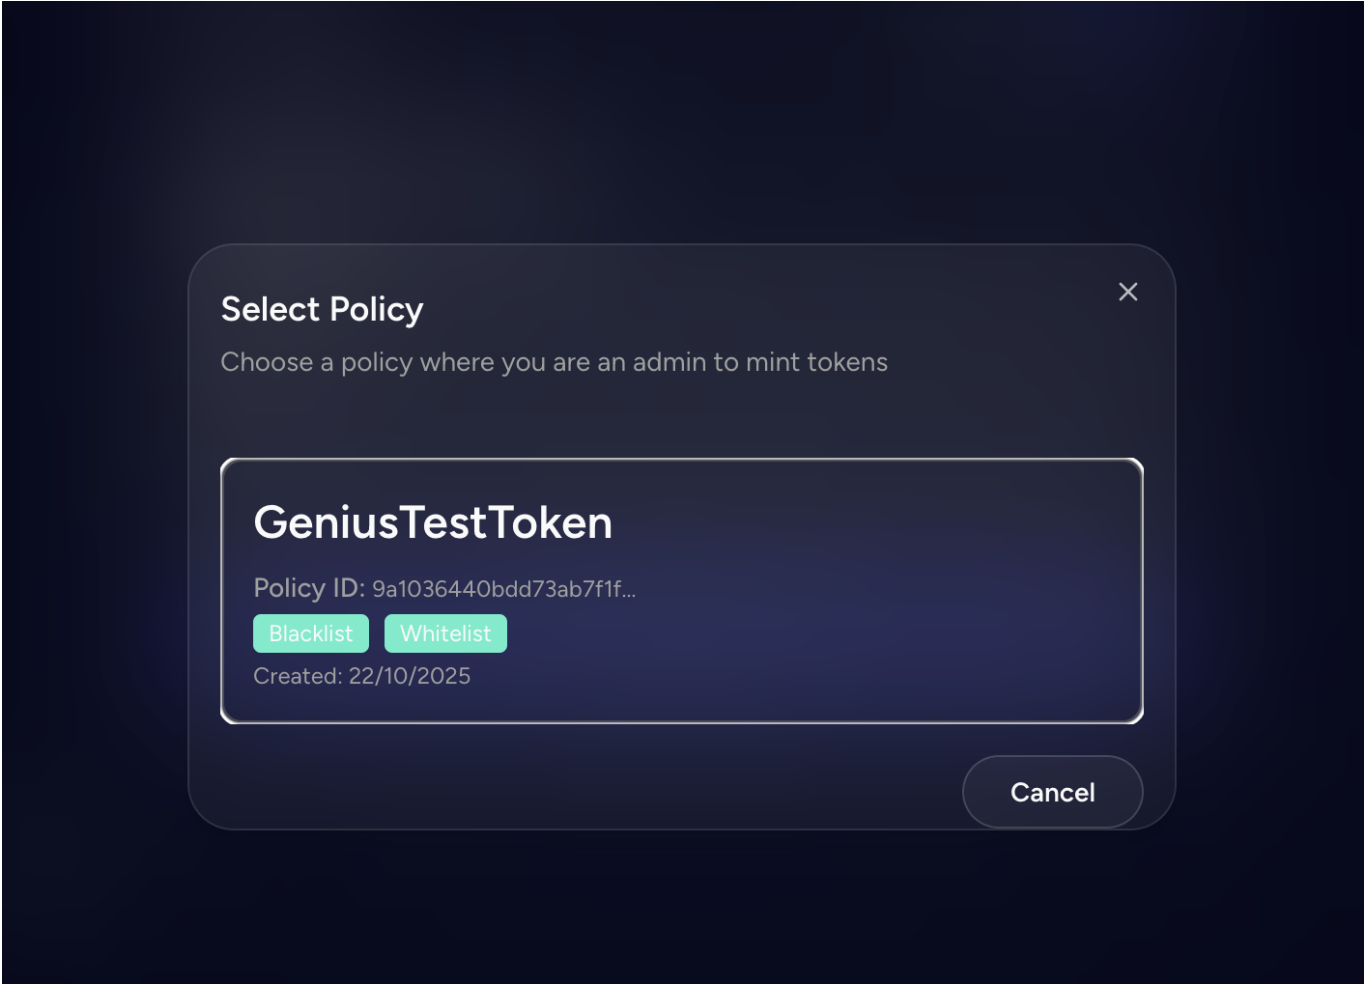 Select Policy
Choose a policy where you are an admin to mint tokens
GeniusTestToken
Policy ID: 9a1036440bdd73ab7f1f...
Blacklist Whitelist
Created: 22/10/2025
Cancel